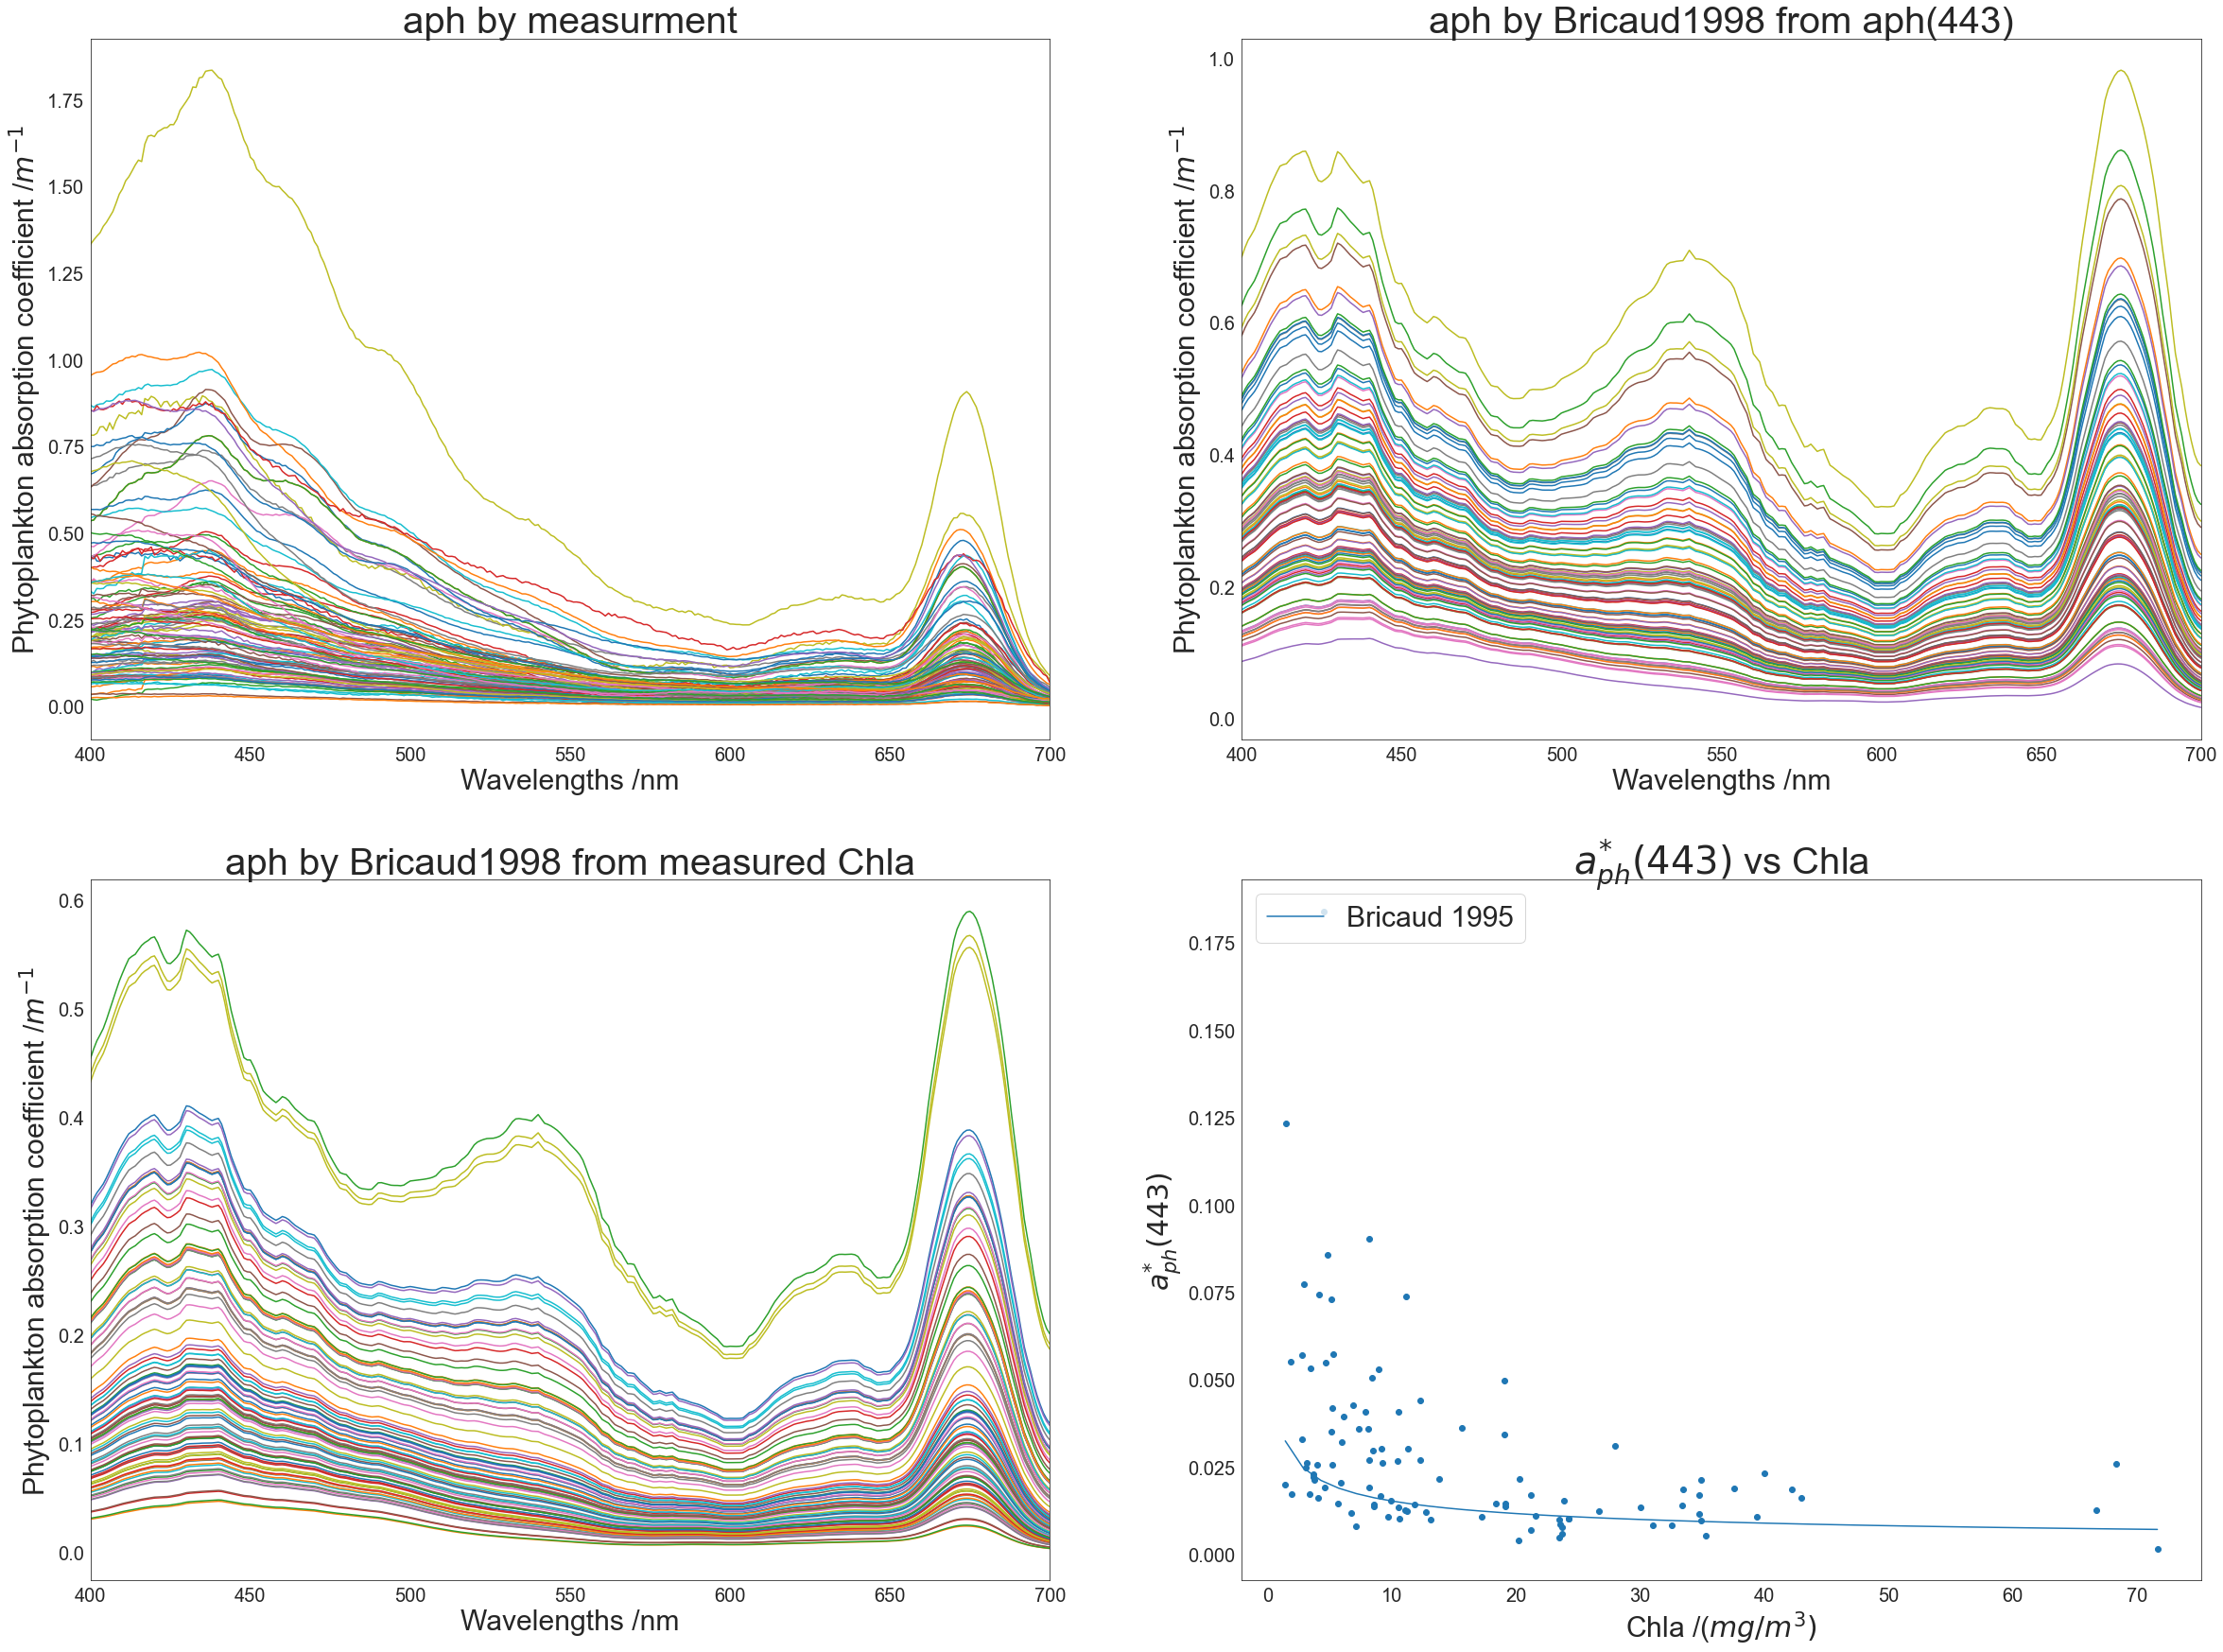 aph by measurment
Phytoplankton absorption coefficient /m⁻¹
1.75
1.50
1.25
1.00
0.75
0.50
0.25
0.00
400 450 500 550 600 650 700
Wavelengths /nm
aph by Bricaud1998 from aph(443)
Phytoplankton absorption coefficient /m⁻¹
1.0
0.8
0.6
0.4
0.2
0.0
400 450 500 550 600 650 700
Wavelengths /nm
aph by Bricaud1998 from measured Chla
Phytoplankton absorption coefficient /m⁻¹
0.6
0.5
0.4
0.3
0.2
0.1
0.0
400 450 500 550 600 650 700
Wavelengths /nm
a*ph(443) vs Chla
Bricaud 1995
a*ph(443)
0.175
0.150
0.125
0.100
0.075
0.050
0.025
0.000
0 10 20 30 40 50 60 70
Chla /(mg/m³)